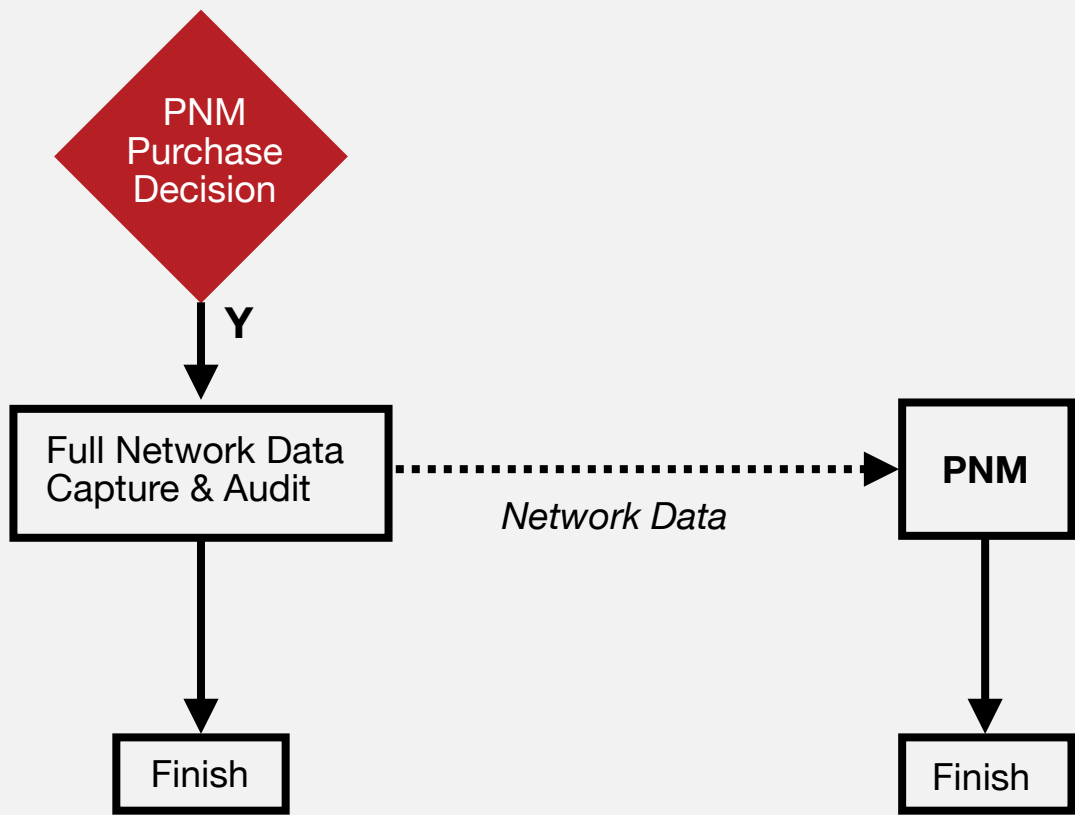 PNM
Purchase
Decision
Y
Full Network Data
Capture & Audit
Network Data
PNM
Finish
Finish